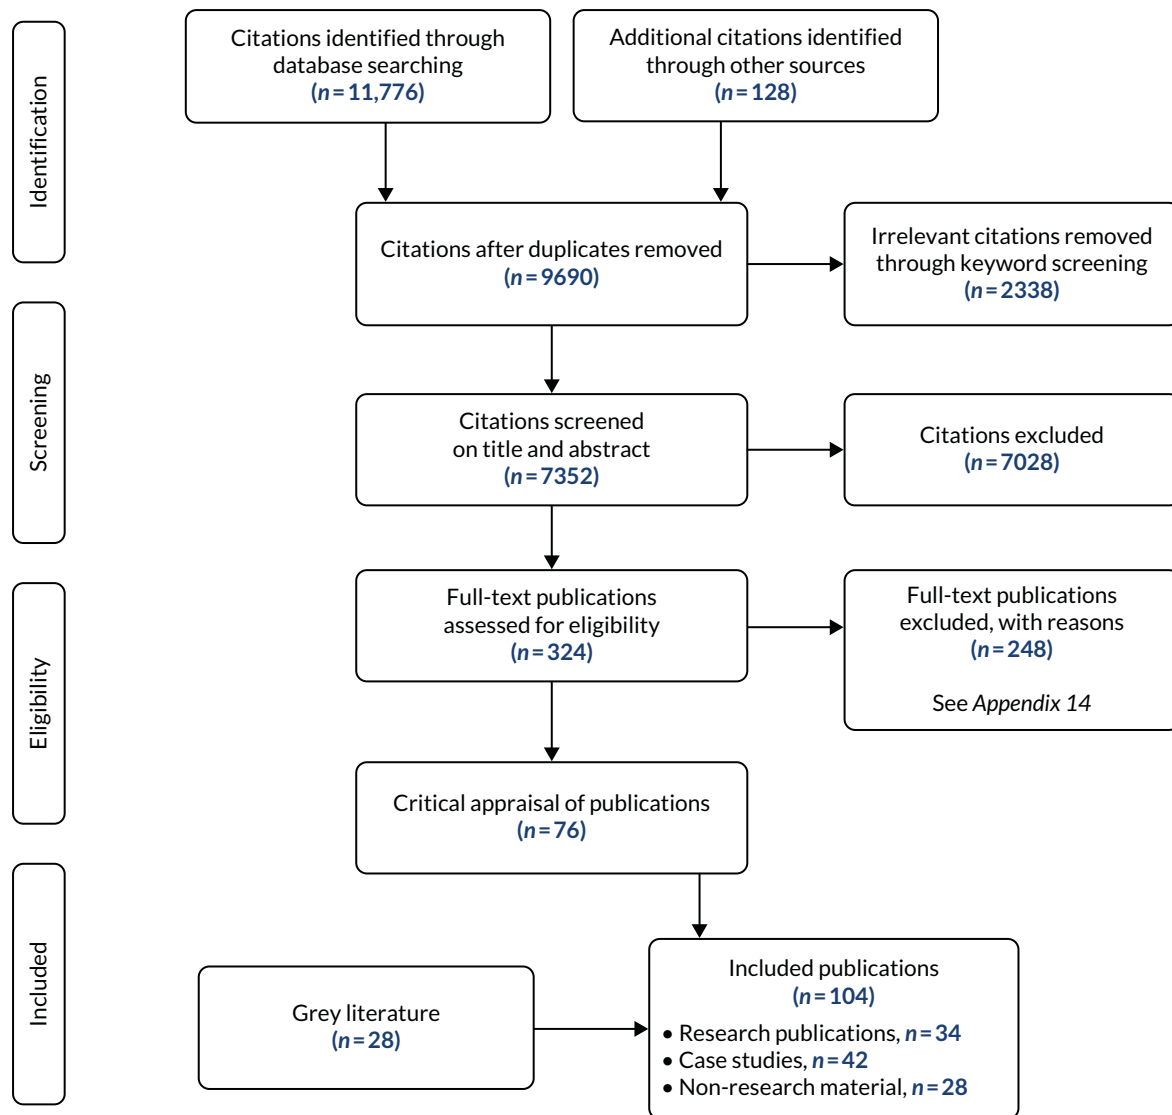 Identification
Citations identified through
database searching
(n = 11,776)
Additional citations identified
through other sources
(n = 128)
Citations after duplicates removed
(n = 9690)
Irrelevant citations removed
through keyword screening
(n = 2338)
Screening
Citations screened
on title and abstract
(n = 7352)
Citations excluded
(n = 7028)
Eligibility
Full-text publications
assessed for eligibility
(n = 324)
Full-text publications
excluded, with reasons
(n = 248)
See Appendix 14
Critical appraisal of publications
(n = 76)
Included
Grey literature
(n = 28)
Included publications
(n = 104)
• Research publications, n = 34
• Case studies, n = 42
• Non-research material, n = 28